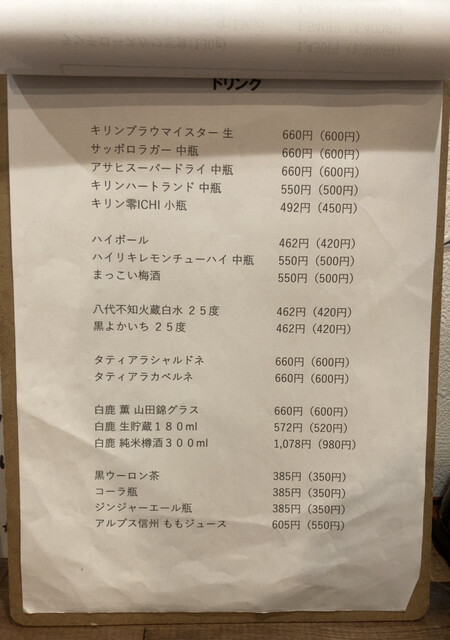 ドリンク
キリンブラウマイスター 生 660円（600円）
サッポロラガー 中瓶 660円（600円）
アサヒスーパードライ 中瓶 660円（600円）
キリンハートランド 中瓶 550円（500円）
キリン零ICHI 小瓶 492円（450円）
ハイボール 462円（420円）
ハイリキレモンチューハイ 中瓶 550円（500円）
まっこい梅酒 550円（500円）
八代不知火蔵白水 ２５度 462円（420円）
黒よかいち ２５度 462円（420円）
タティアラシャルドネ 660円（600円）
タティアラカベルネ 660円（600円）
白鹿 薫 山田錦グラス 660円（600円）
白鹿 生貯蔵１８０ml 572円（520円）
白鹿 純米樽酒３００ml 1,078円（980円）
黒ウーロン茶 385円（350円）
コーラ瓶 385円（350円）
ジンジャーエール瓶 385円（350円）
アルプス信州 ももジュース 605円（550円）